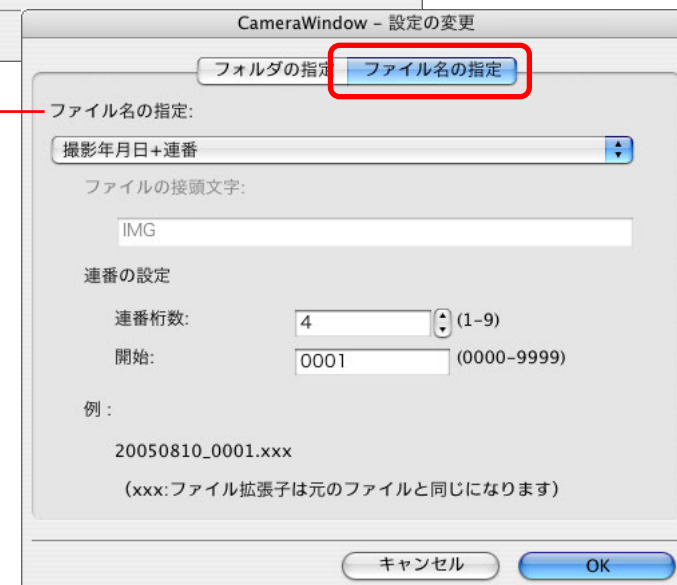 CameraWindow – 設定の変更
フォルダの指定 ファイル名の指定
ファイル名の指定:
撮影年月日+連番
ファイルの接頭文字:
IMG
連番の設定
連番桁数: 4 (1–9)
開始: 0001 (0000–9999)
例 :
20050810_0001.xxx
(xxx:ファイル拡張子は元のファイルと同じになります)
キャンセル OK